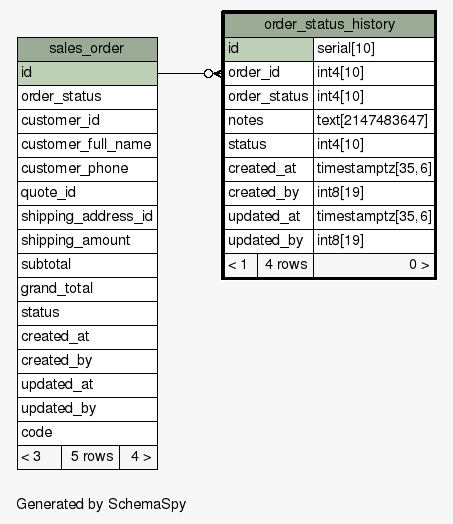 sales_order
id
order_status
customer_id
customer_full_name
customer_phone
quote_id
shipping_address_id
shipping_amount
subtotal
grand_total
status
created_at
created_by
updated_at
updated_by
code
< 3 5 rows 4 >
order_status_history
id serial[10]
order_id int4[10]
order_status int4[10]
notes text[2147483647]
status int4[10]
created_at timestamptz[35,6]
created_by int8[19]
updated_at timestamptz[35,6]
updated_by int8[19]
< 1 4 rows 0 >
Generated by SchemaSpy